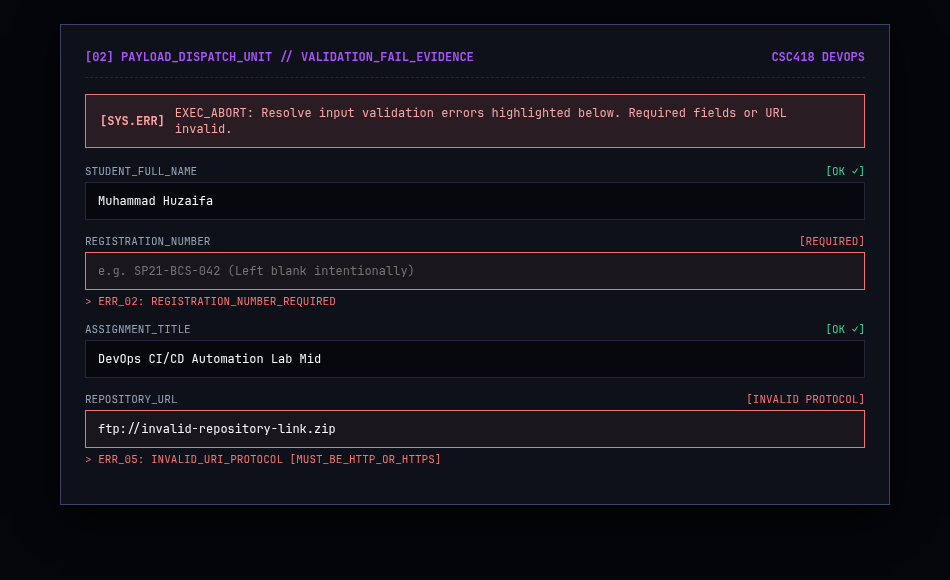 [02] PAYLOAD_DISPATCH_UNIT // VALIDATION_FAIL_EVIDENCE
CSC418 DEVOPS
[SYS.ERR]
EXEC_ABORT: Resolve input validation errors highlighted below. Required fields or URL
invalid.
STUDENT_FULL_NAME
[OK ✓]
Muhammad Huzaifa
REGISTRATION_NUMBER
[REQUIRED]
e.g. SP21-BCS-042 (Left blank intentionally)
> ERR_02: REGISTRATION_NUMBER_REQUIRED
ASSIGNMENT_TITLE
[OK ✓]
DevOps CI/CD Automation Lab Mid
REPOSITORY_URL
[INVALID PROTOCOL]
ftp://invalid-repository-link.zip
> ERR_05: INVALID_URI_PROTOCOL [MUST_BE_HTTP_OR_HTTPS]